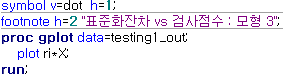 symbol v=dot h=1;
footnote h=2 "표준화잔차 vs 검사점수 : 모형 3";
proc gplot data=testing1_out;
plot ri*X;
run;